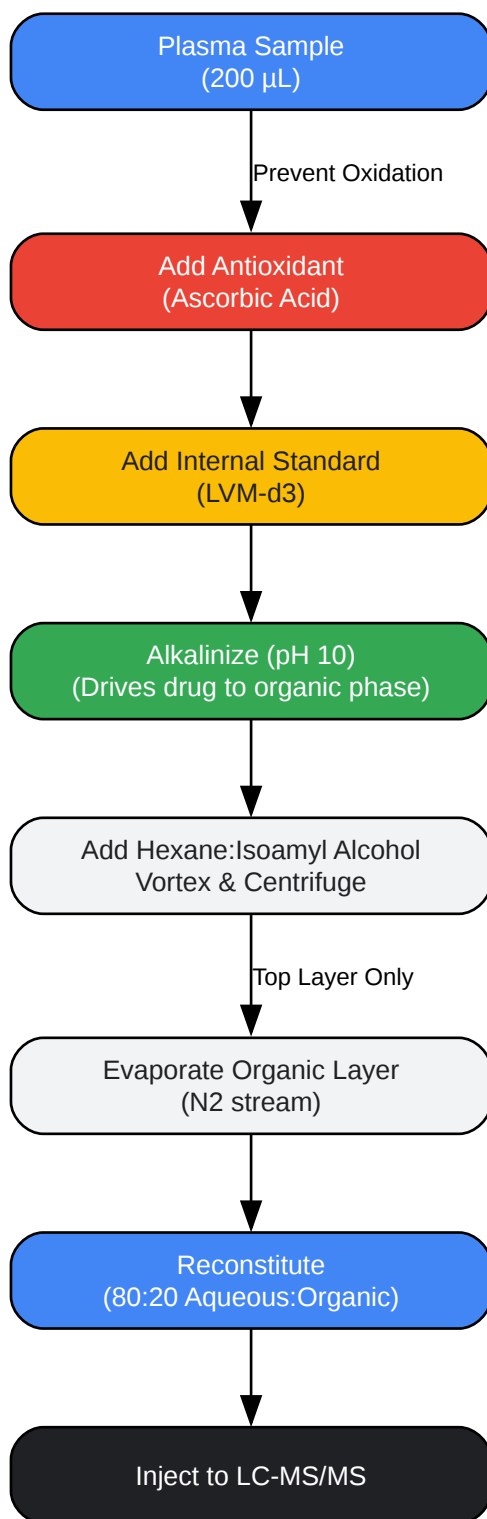 Plasma Sample
(200 µL)
Prevent Oxidation
Add Antioxidant
(Ascorbic Acid)
Add Internal Standard
(LVM-d3)
Alkalinize (pH 10)
(Drives drug to organic phase)
Add Hexane:Isoamyl Alcohol
Vortex & Centrifuge
Top Layer Only
Evaporate Organic Layer
(N2 stream)
Reconstitute
(80:20 Aqueous:Organic)
Inject to LC-MS/MS